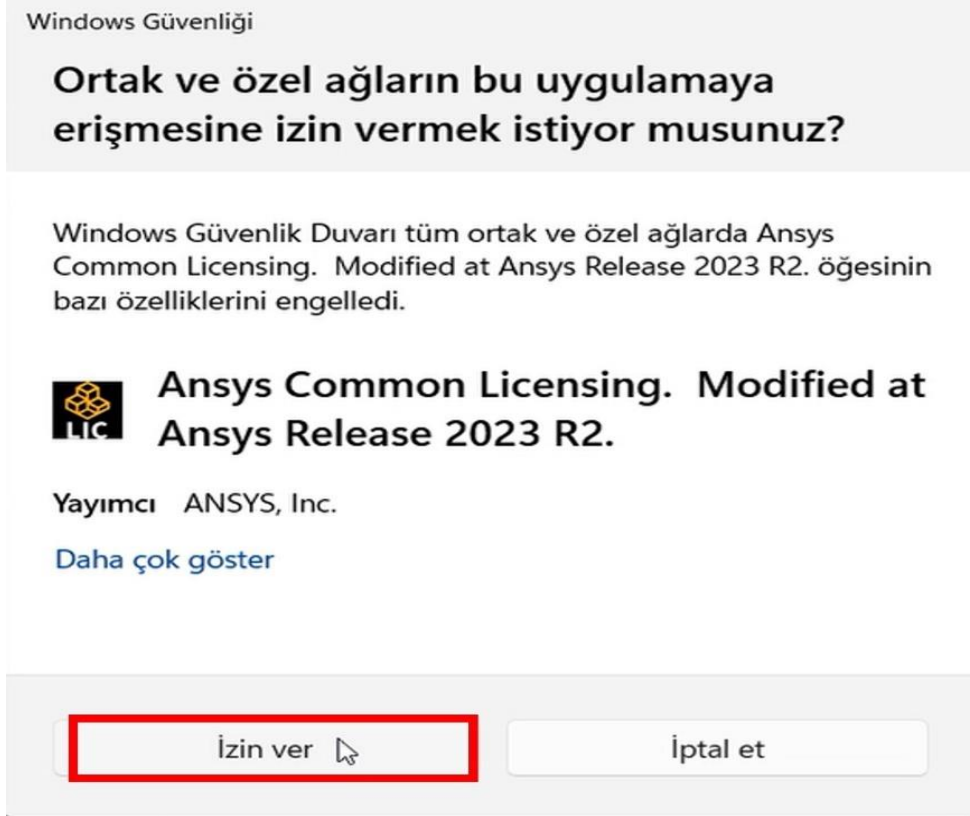 Windows Güvenliği
Ortak ve özel ağların bu uygulamaya
erişmesine izin vermek istiyor musunuz?
Windows Güvenlik Duvarı tüm ortak ve özel ağlarda Ansys
Common Licensing.  Modified at Ansys Release 2023 R2. öğesinin
bazı özelliklerini engelledi.
LIC
Ansys Common Licensing.  Modified at
Ansys Release 2023 R2.
Yayımcı ANSYS, Inc.
Daha çok göster
İzin ver
İptal et